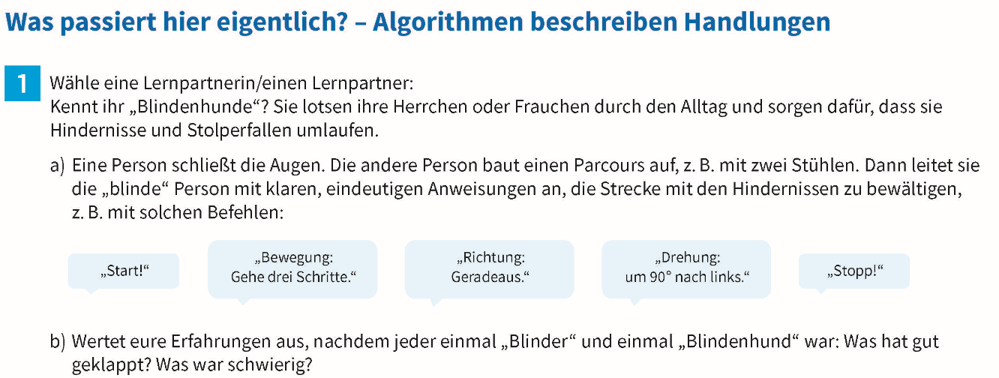 Was passiert hier eigentlich? – Algorithmen beschreiben Handlungen
1 Wähle eine Lernpartnerin/einen Lernpartner:
Kennt ihr „Blindenhunde“? Sie lotsen ihre Herrchen oder Frauchen durch den Alltag und sorgen dafür, dass sie
Hindernisse und Stolperfallen umlaufen.
a) Eine Person schließt die Augen. Die andere Person baut einen Parcours auf, z. B. mit zwei Stühlen. Dann leitet sie
die „blinde“ Person mit klaren, eindeutigen Anweisungen an, die Strecke mit den Hindernissen zu bewältigen,
z. B. mit solchen Befehlen:
„Start!“
„Bewegung:
Gehe drei Schritte.“
„Richtung:
Geradeaus.“
„Drehung:
um 90° nach links.“
„Stopp!“
b) Wertet eure Erfahrungen aus, nachdem jeder einmal „Blinder“ und einmal „Blindenhund“ war: Was hat gut
geklappt? Was war schwierig?